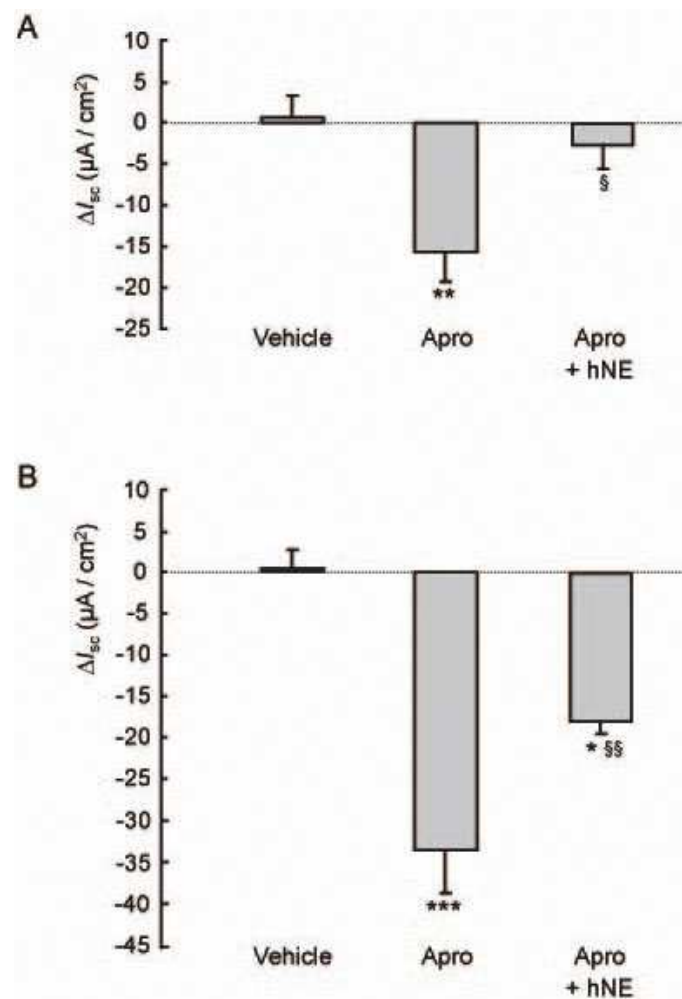 A
10
5
0
-5
-10
-15
-20
-25
ΔIsc (µA / cm²)
§
**
Vehicle
Apro
Apro
+ hNE
B
10
5
0
-5
-10
-15
-20
-25
-30
-35
-40
-45
ΔIsc (µA / cm²)
* §§
***
Vehicle
Apro
Apro
+ hNE